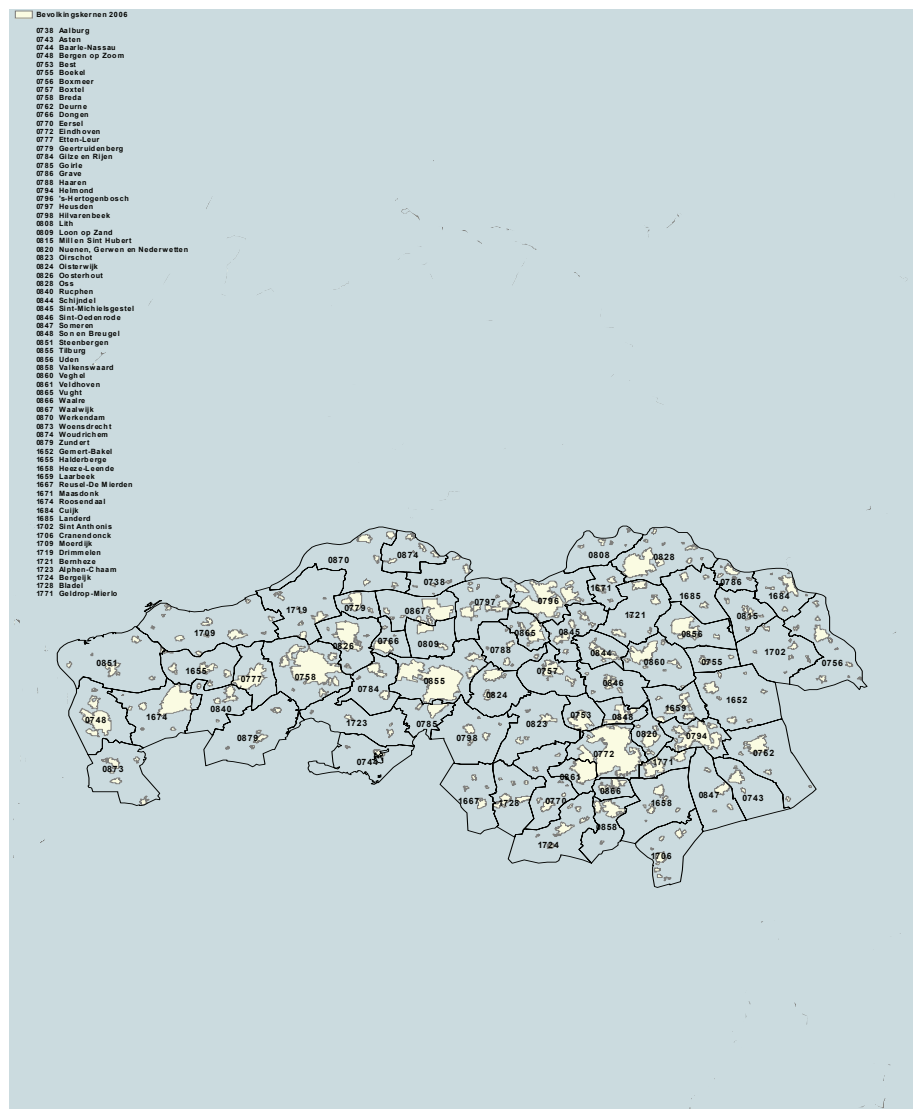 Bevolkingskernen 2006
0738 Aalburg
0743 Asten
0744 Baarle-Nassau
0748 Bergen op Zoom
0753 Best
0755 Boekel
0756 Boxmeer
0757 Boxtel
0758 Breda
0762 Deurne
0766 Dongen
0770 Eersel
0772 Eindhoven
0777 Etten-Leur
0779 Geertruidenberg
0784 Gilze en Rijen
0785 Goirle
0786 Grave
0788 Haaren
0794 Helmond
0796 's-Hertogenbosch
0797 Heusden
0798 Hilvarenbeek
0808 Lith
0809 Loon op Zand
0815 Mill en Sint Hubert
0820 Nuenen, Gerwen en Nederwetten
0823 Oirschot
0824 Oisterwijk
0826 Oosterhout
0828 Oss
0840 Rucphen
0844 Schijndel
0845 Sint-Michielsgestel
0846 Sint-Oedenrode
0847 Someren
0848 Son en Breugel
0851 Steenbergen
0855 Tilburg
0856 Uden
0858 Valkenswaard
0860 Veghel
0861 Veldhoven
0865 Vught
0866 Waalre
0867 Waalwijk
0870 Werkendam
0873 Woensdrecht
0874 Woudrichem
0879 Zundert
1652 Gemert-Bakel
1655 Halderberge
1658 Heeze-Leende
1659 Laarbeek
1667 Reusel-De Mierden
1671 Maasdonk
1674 Roosendaal
1684 Cuijk
1685 Landerd
1702 Sint Anthonis
1706 Cranendonck
1709 Moerdijk
1719 Drimmelen
1721 Bernheze
1723 Alphen-Chaam
1724 Bergeijk
1728 Bladel
1771 Geldrop-Mierlo
0870
0874
0808
0828
0738
0786
1671
1685
1684
0796
0797
1719
0779
0867
1721
0815
1709
0865
0845
0856
0766
0826
0809
0788
0844
1702
0851
0860
0755
0756
1655
0757
0777
0758
0855
0846
0784
0824
1652
0840
1659
1674
0748
0753
0848
1723
0785
0823
0820
0879
0798
0794
0762
0772
0744
1771
0873
0861
0866
0847
0743
1667
1728
0770
1658
0858
1724
1706